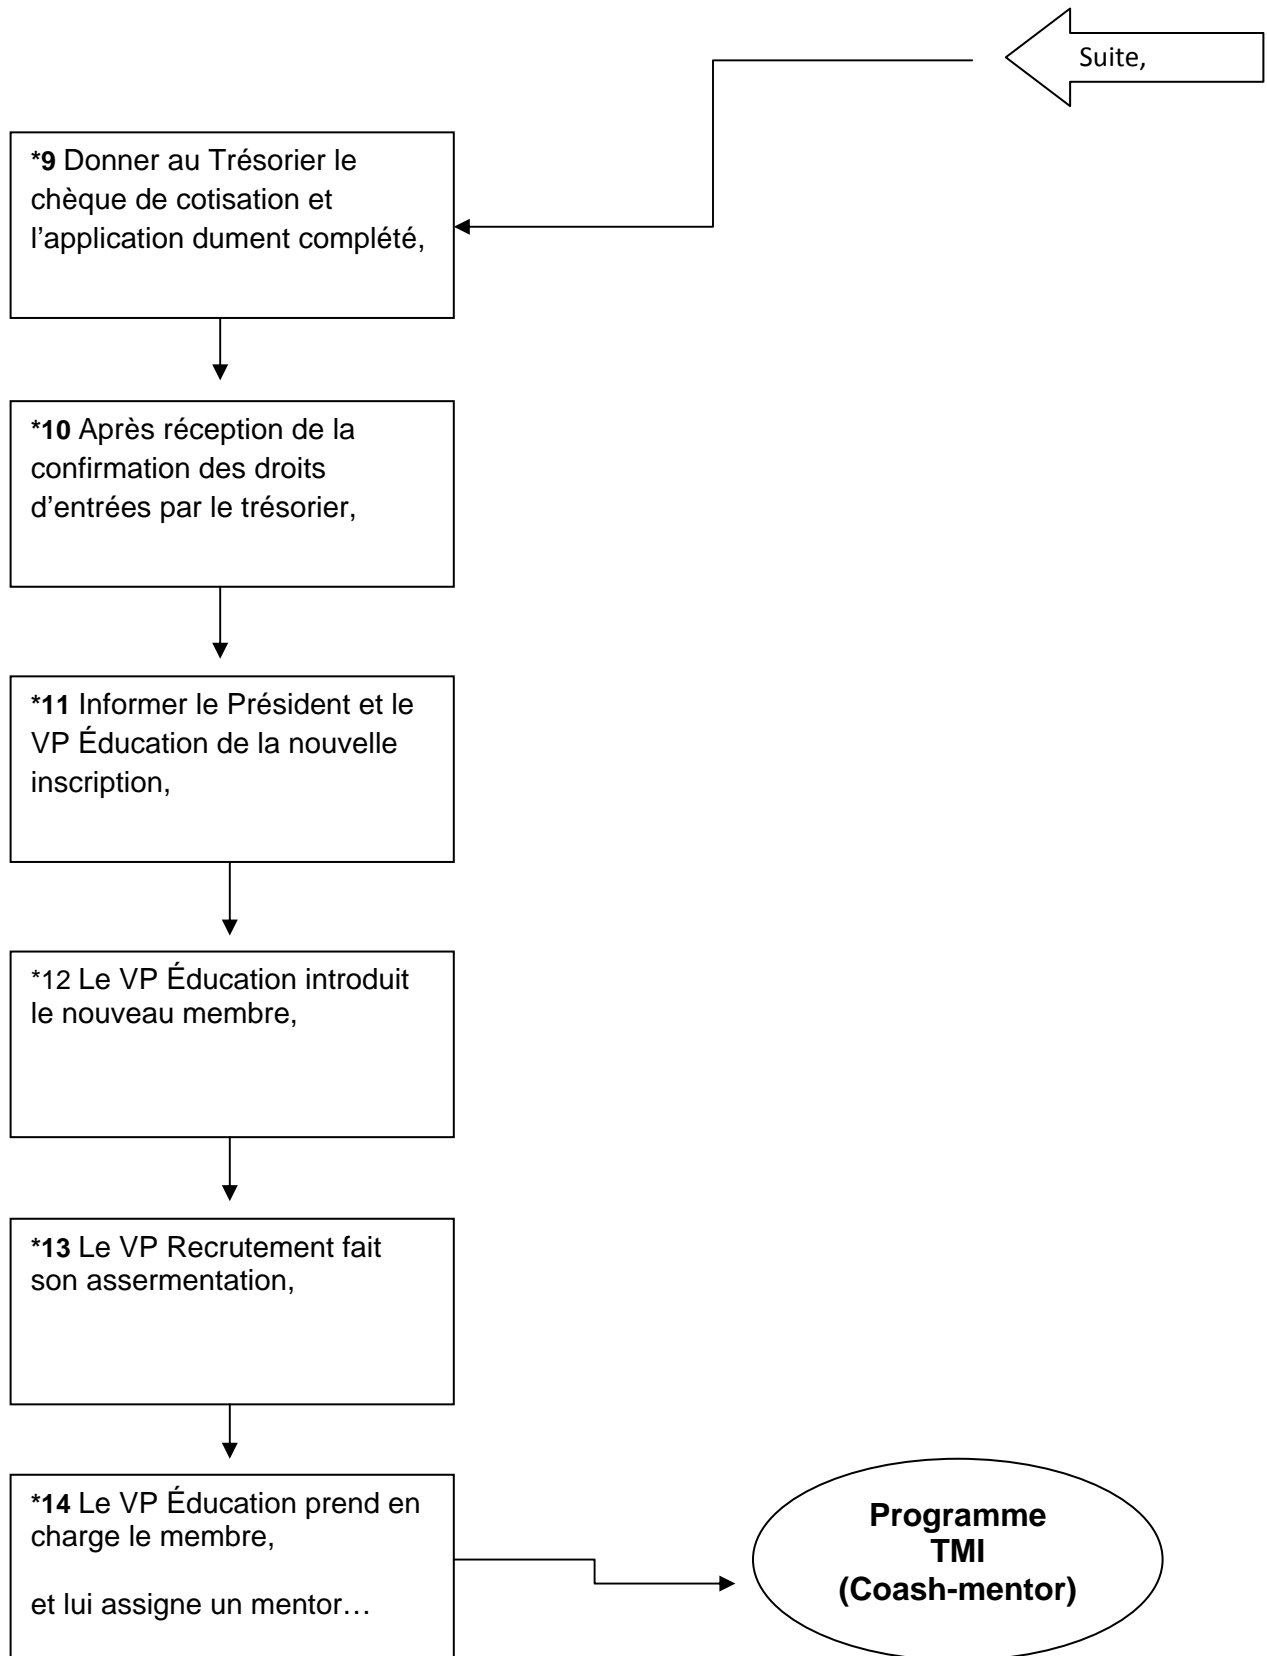 Suite,
*9 Donner au Trésorier le
chèque de cotisation et
l’application dument complété,
*10 Après réception de la
confirmation des droits
d’entrées par le trésorier,
*11 Informer le Président et le
VP Éducation de la nouvelle
inscription,
*12 Le VP Éducation introduit
le nouveau membre,
*13 Le VP Recrutement fait
son assermentation,
*14 Le VP Éducation prend en
charge le membre,
et lui assigne un mentor…
Programme
TMI
(Coash-mentor)